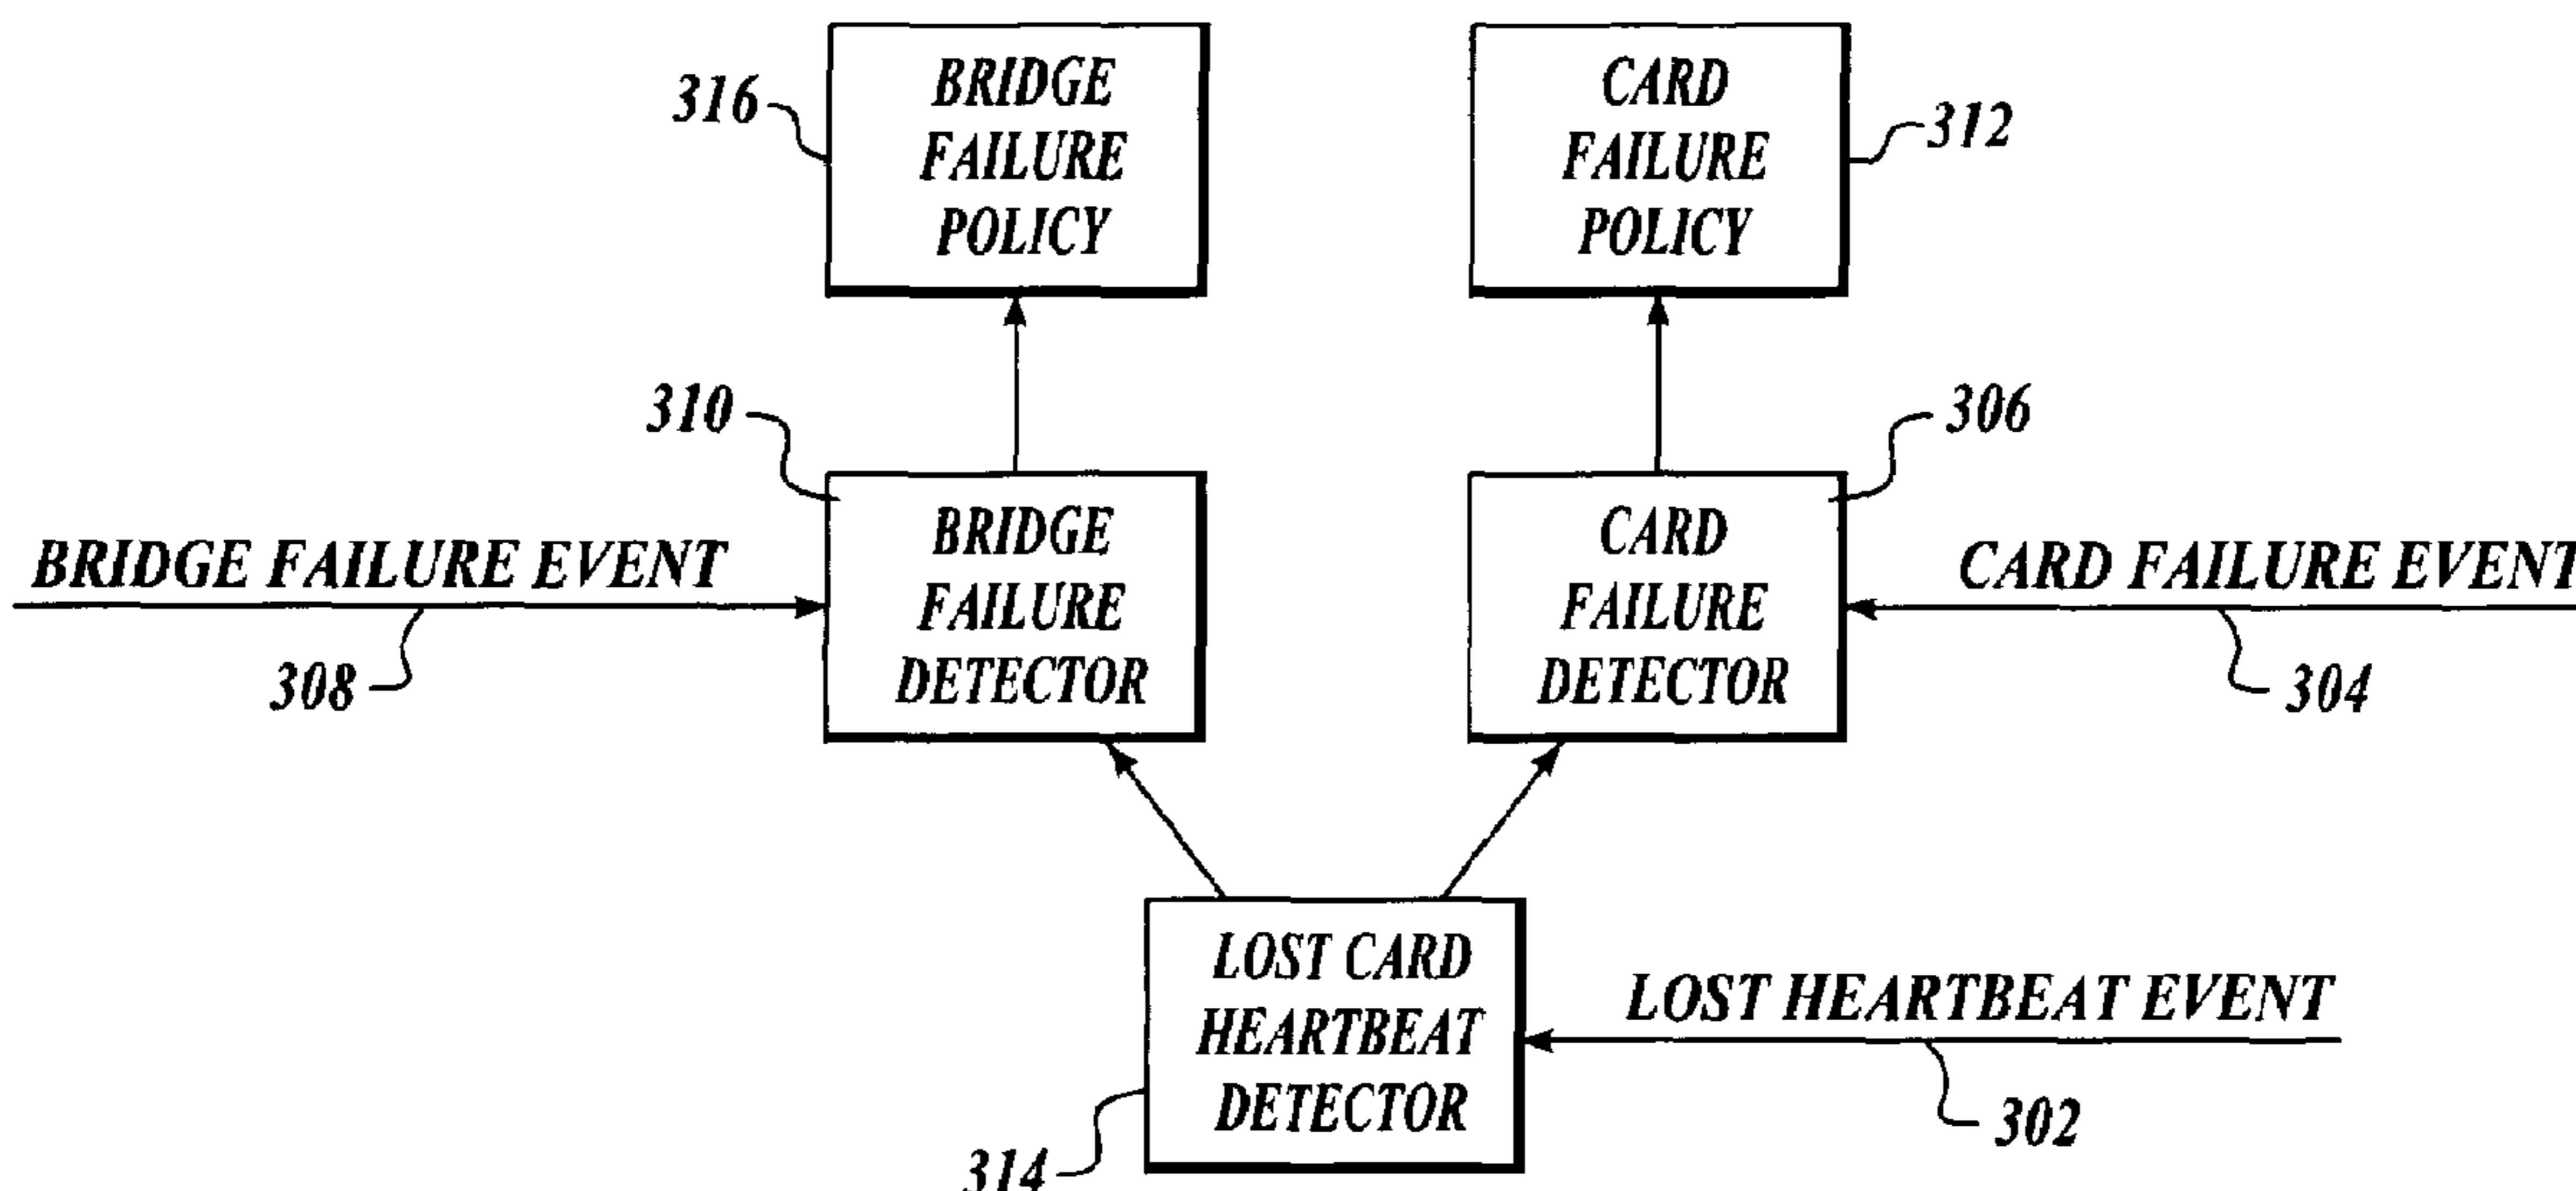 316
BRIDGE
FAILURE
POLICY
CARD
FAILURE
POLICY
312
310
BRIDGE
FAILURE
DETECTOR
306
CARD
FAILURE
DETECTOR
BRIDGE FAILURE EVENT
308
CARD FAILURE EVENT
304
LOST CARD
HEARTBEAT
DETECTOR
314
LOST HEARTBEAT EVENT
302